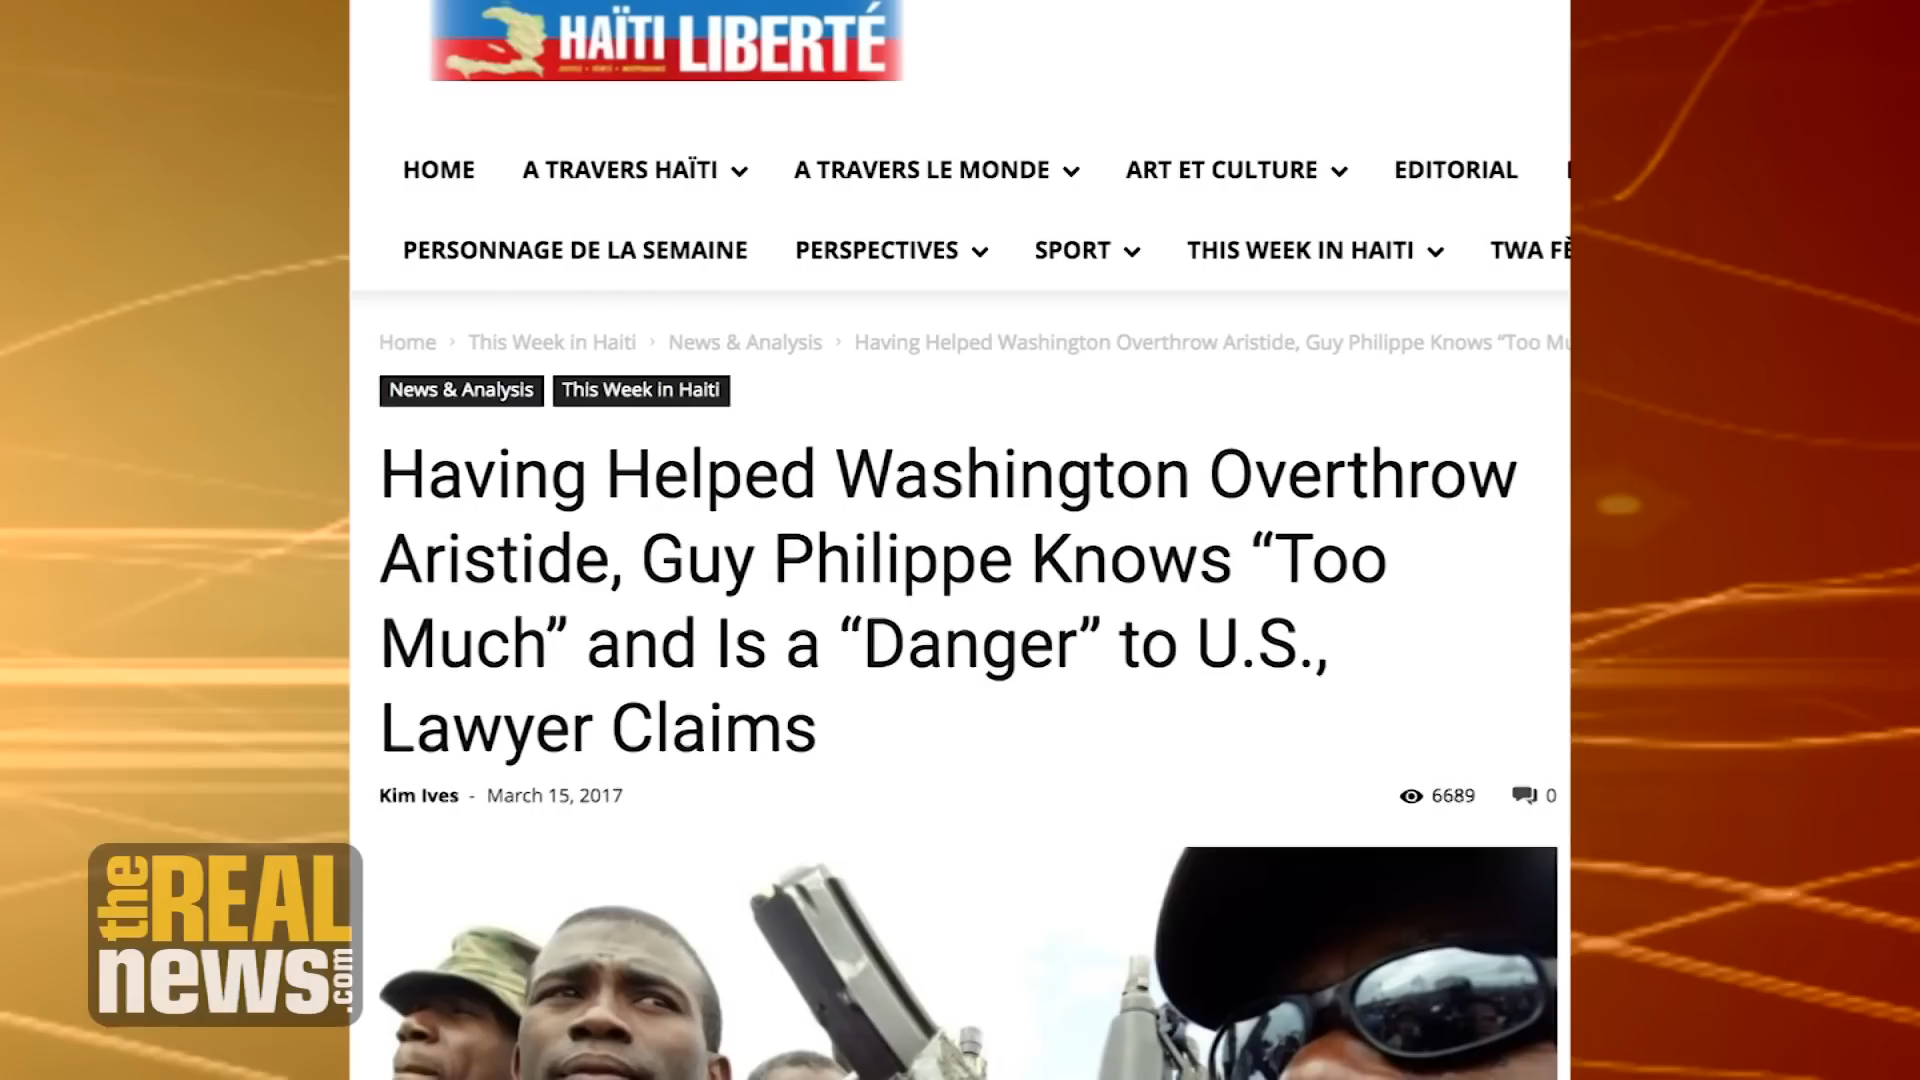 HAÏTI LIBERTÉ
HOME A TRAVERS HAÏTI A TRAVERS LE MONDE ART ET CULTURE EDITORIAL
PERSONNAGE DE LA SEMAINE PERSPECTIVES SPORT THIS WEEK IN HAITI TWA FÈ
Home › This Week in Haiti › News & Analysis › Having Helped Washington Overthrow Aristide, Guy Philippe Knows “Too Mu
News & Analysis This Week in Haiti
Having Helped Washington Overthrow
Aristide, Guy Philippe Knows “Too
Much” and Is a “Danger” to U.S.,
Lawyer Claims
Kim Ives - March 15, 2017 6689 0
the REAL
news.com